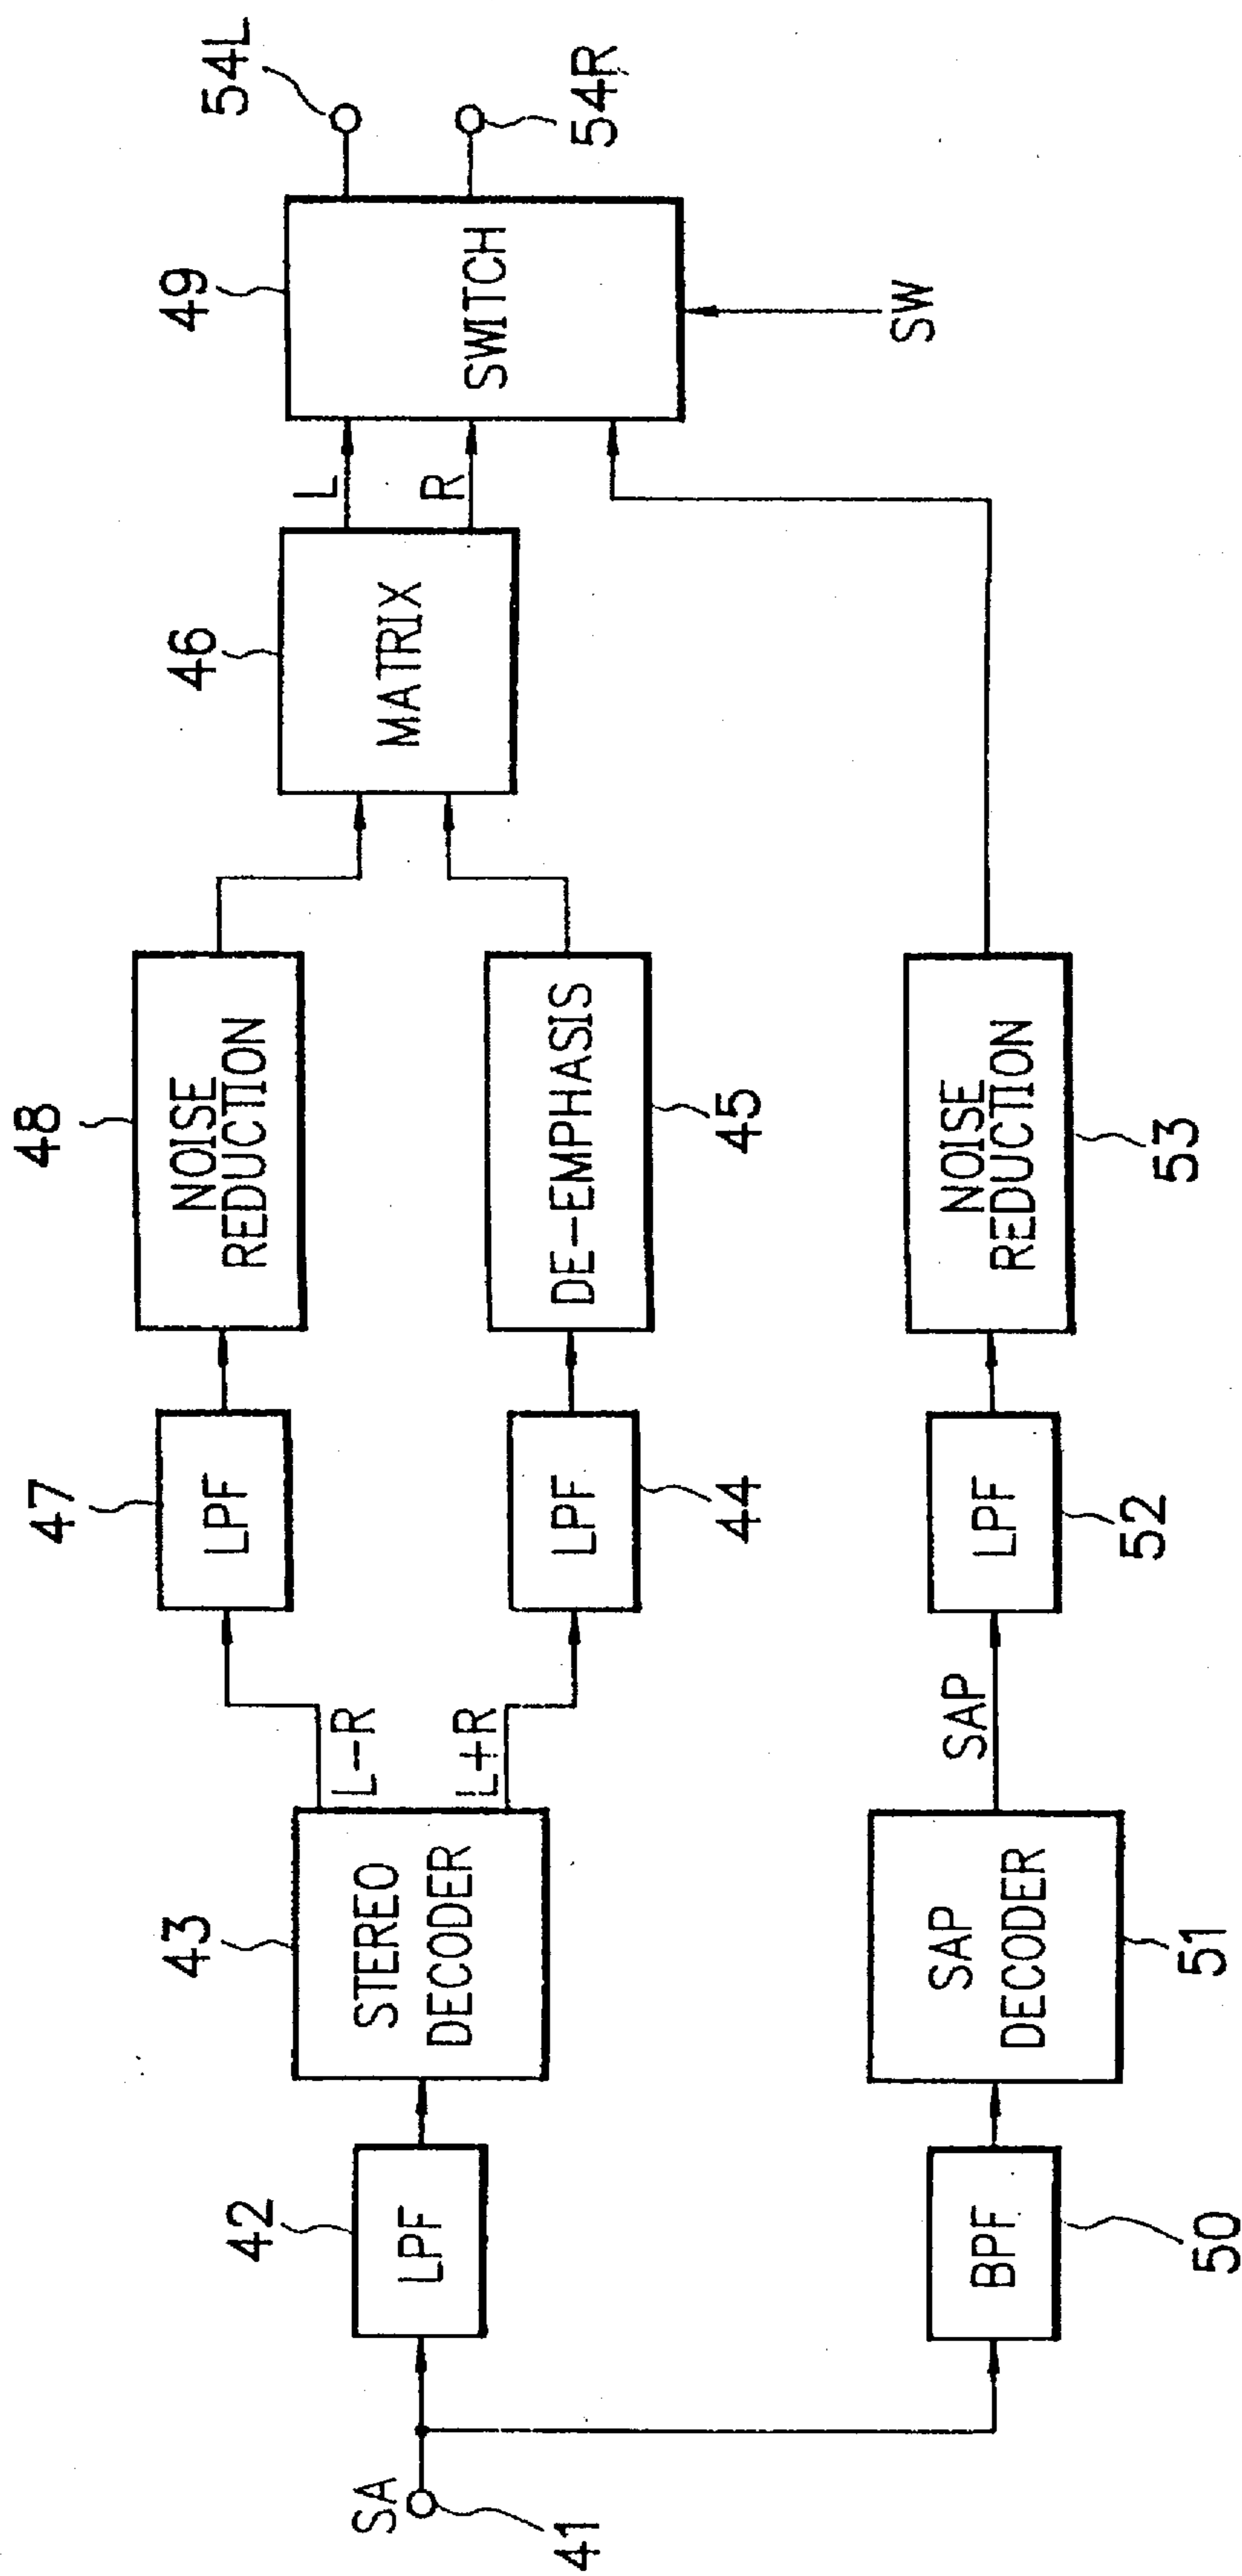 SA
41
42
LPF
43
STEREO
DECODER
L-R
L+R
47
LPF
48
NOISE
REDUCTION
LPF
44
DE-EMPHASIS
45
46
MATRIX
L
R
49
SWITCH
SW
54L
54R
BPF
50
SAP
DECODER
51
SAP
LPF
52
NOISE
REDUCTION
53